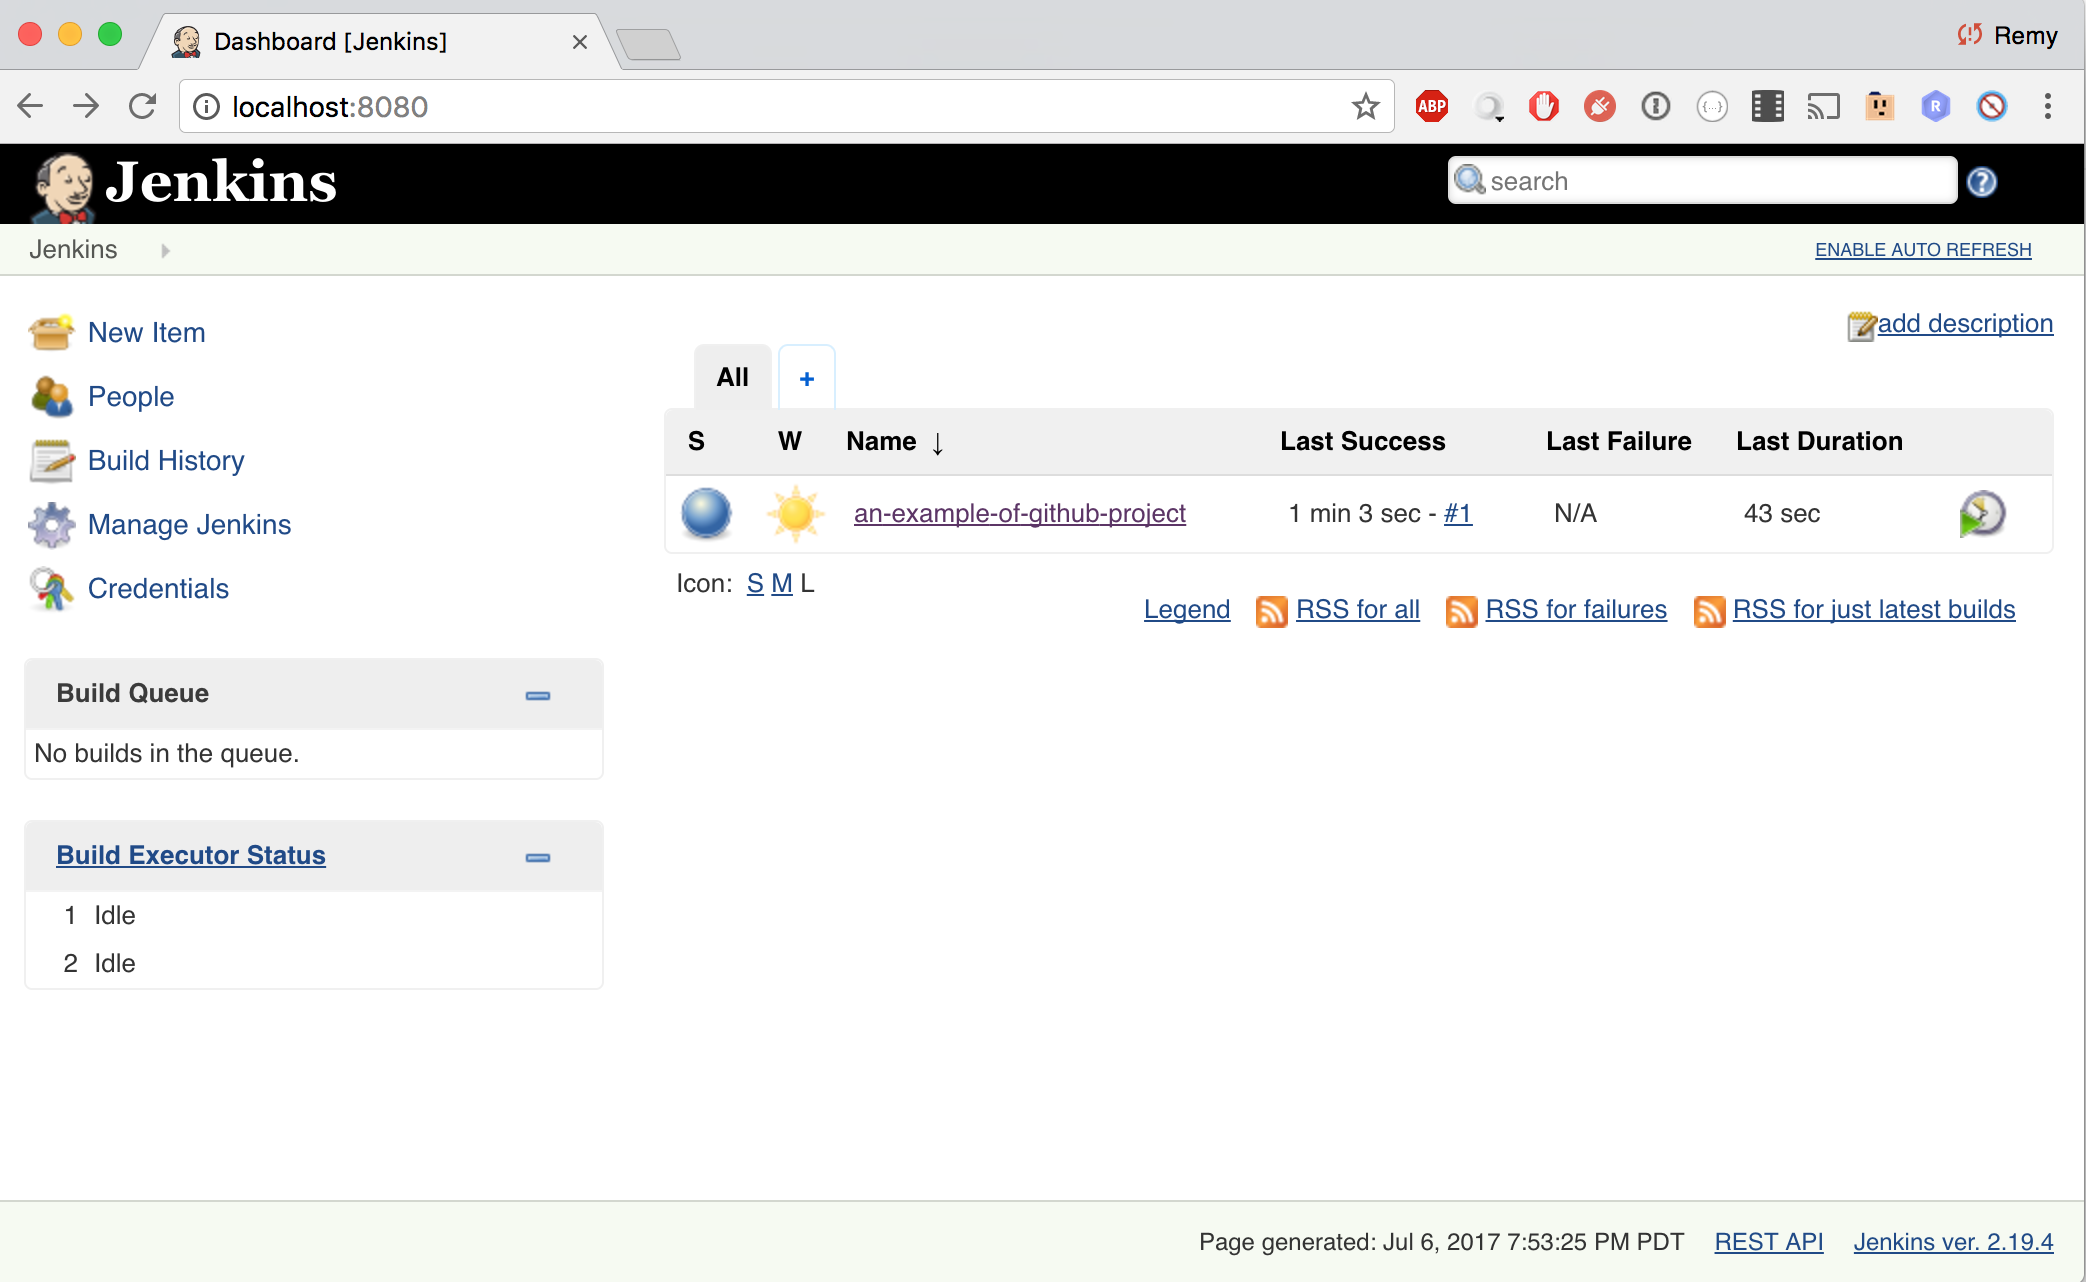 Dashboard [Jenkins]
Remy
localhost:8080
ABP
{...}
R
Jenkins
search
?
Jenkins
ENABLE AUTO REFRESH
New Item
People
Build History
Manage Jenkins
Credentials
add description
All
+
S W Name ↓ Last Success Last Failure Last Duration
an-example-of-github-project 1 min 3 sec - #1 N/A 43 sec
Icon: S M L
Legend RSS for all RSS for failures RSS for just latest builds
Build Queue
No builds in the queue.
Build Executor Status
1 Idle
2 Idle
Page generated: Jul 6, 2017 7:53:25 PM PDT REST API Jenkins ver. 2.19.4